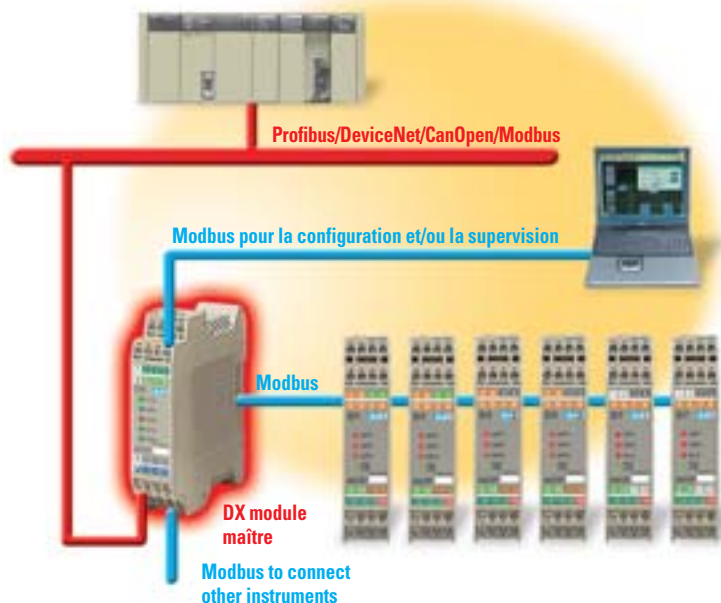 Profibus/DeviceNet/CanOpen/Modbus
Modbus pour la configuration et/ou la supervision
Modbus
DX module
maître
Modbus to connect
other instruments